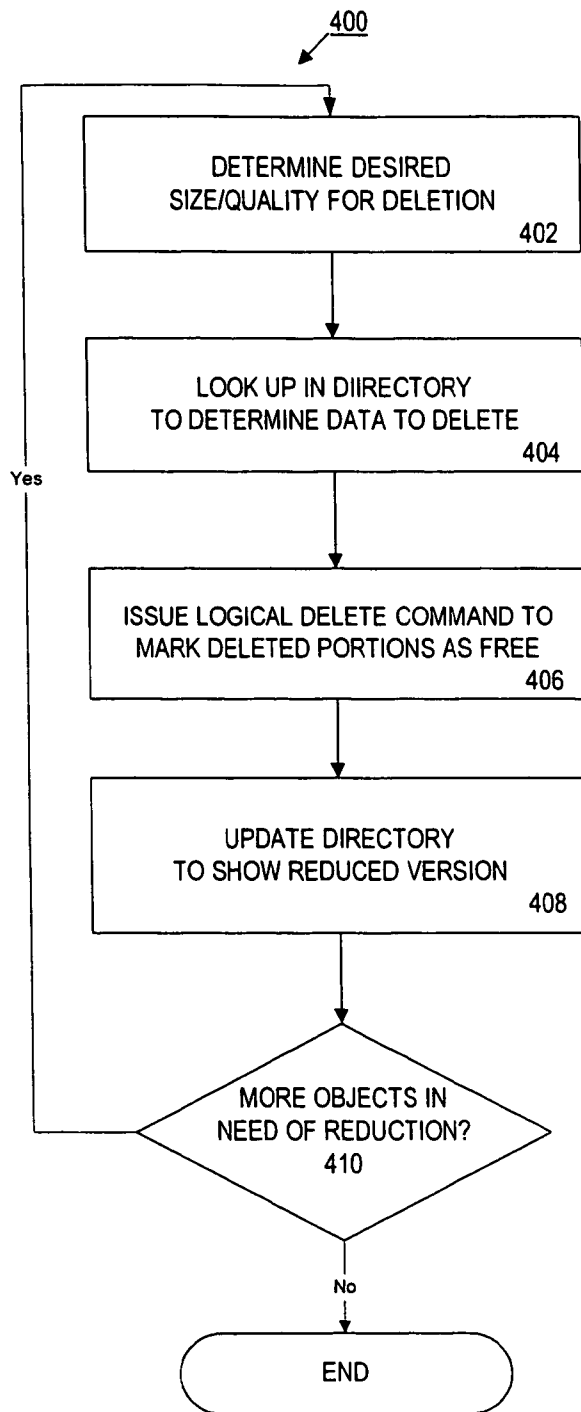 400
DETERMINE DESIRED
SIZE/QUALITY FOR DELETION
402
LOOK UP IN DIIRECTORY
TO DETERMINE DATA TO DELETE
404
Yes
ISSUE LOGICAL DELETE COMMAND TO
MARK DELETED PORTIONS AS FREE
406
UPDATE DIRECTORY
TO SHOW REDUCED VERSION
408
MORE OBJECTS IN
NEED OF REDUCTION?
410
No
END